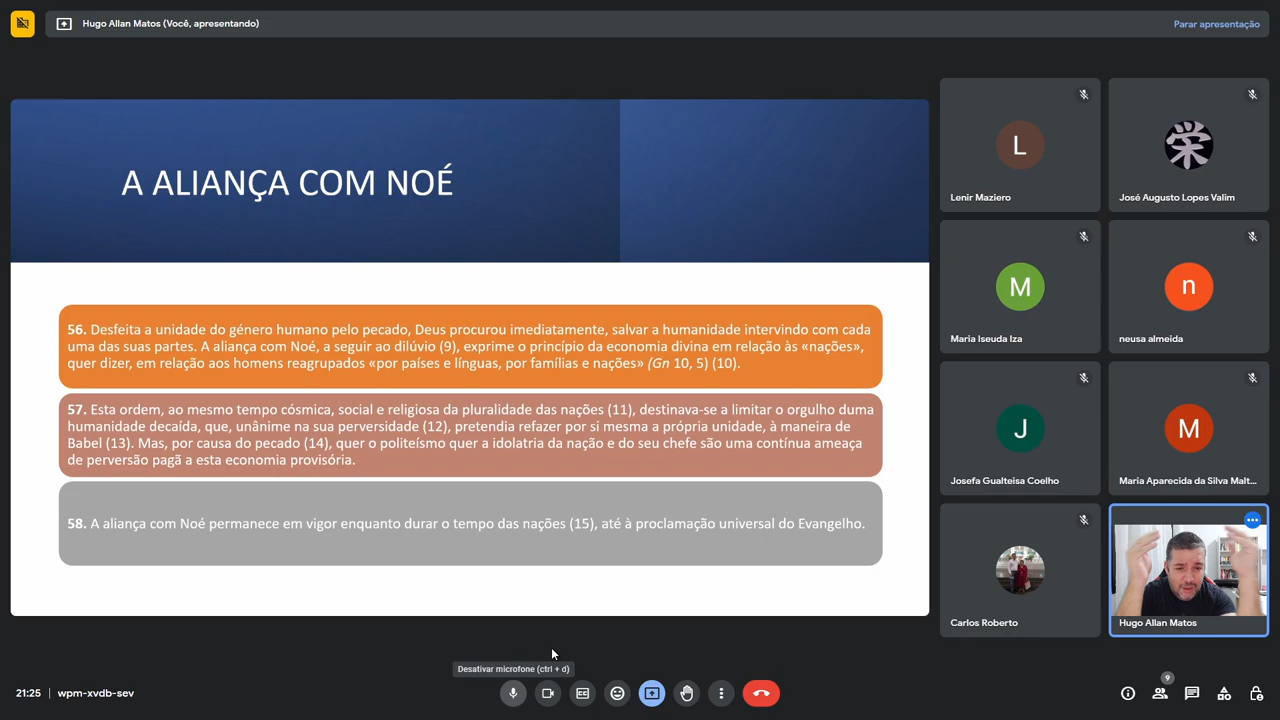 Hugo Allan Matos (Você, apresentando)
Parar apresentação
A ALIANÇA COM NOÉ
56. Desfeita a unidade do género humano pelo pecado, Deus procurou imediatamente, salvar a humanidade intervindo com cada
uma das suas partes. A aliança com Noé, a seguir ao dilúvio (9), exprime o princípio da economia divina em relação às «nações»,
quer dizer, em relação aos homens reagrupados «por países e línguas, por famílias e nações» (Gn 10, 5) (10).
57. Esta ordem, ao mesmo tempo cósmica, social e religiosa da pluralidade das nações (11), destinava-se a limitar o orgulho duma
humanidade decaída, que, unânime na sua perversidade (12), pretendia refazer por si mesma a própria unidade, à maneira de
Babel (13). Mas, por causa do pecado (14), quer o politeísmo quer a idolatria da nação e do seu chefe são uma contínua ameaça
de perversão pagã a esta economia provisória.
58. A aliança com Noé permanece em vigor enquanto durar o tempo das nações (15), até à proclamação universal do Evangelho.
L
Lenir Maziero
栄
José Augusto Lopes Valim
M
Maria Iseuda Iza
n
neusa almeida
J
Josefa Gualteisa Coelho
M
Maria Aparecida da Silva Malt...
Carlos Roberto
Hugo Allan Matos
Desativar microfone (ctrl + d)
21:25 | wpm-xvdb-sev
9